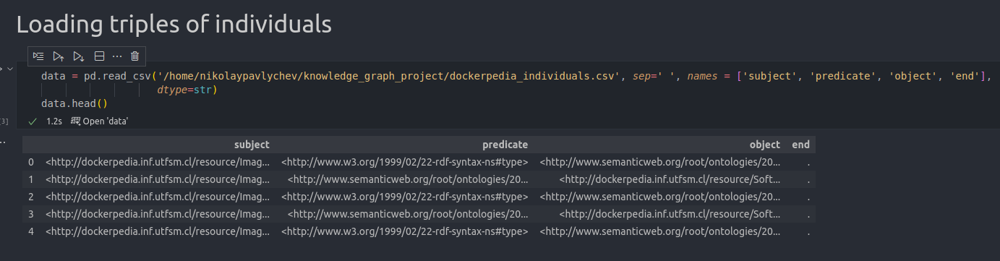 Loading triples of individuals
data = pd.read_csv('/home/nikolaypavlychev/knowledge_graph_project/dockerpedia_individuals.csv', sep=' ', names = ['subject', 'predicate', 'object', 'end'],
dtype=str)
data.head()
[3]
1.2s Open 'data'
subject predicate object end
0 <http://dockerpedia.inf.utfsm.cl/resource/Imag... <http://www.w3.org/1999/02/22-rdf-syntax-ns#type> <http://www.semanticweb.org/root/ontologies/20... .
1 <http://dockerpedia.inf.utfsm.cl/resource/Imag... <http://www.semanticweb.org/root/ontologies/20... <http://dockerpedia.inf.utfsm.cl/resource/Soft... .
2 <http://dockerpedia.inf.utfsm.cl/resource/Imag... <http://www.w3.org/1999/02/22-rdf-syntax-ns#type> <http://www.semanticweb.org/root/ontologies/20... .
3 <http://dockerpedia.inf.utfsm.cl/resource/Imag... <http://www.semanticweb.org/root/ontologies/20... <http://dockerpedia.inf.utfsm.cl/resource/Soft... .
4 <http://dockerpedia.inf.utfsm.cl/resource/Imag... <http://www.w3.org/1999/02/22-rdf-syntax-ns#type> <http://www.semanticweb.org/root/ontologies/20... .